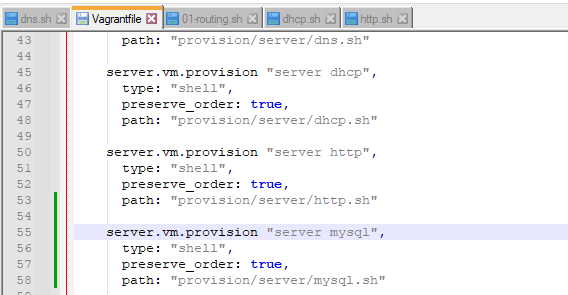 dns.sh Vagrantfile 01-routing.sh dhcp.sh http.sh
43 path: "provision/server/dns.sh"
44
45 server.vm.provision "server dhcp",
46 type: "shell",
47 preserve_order: true,
48 path: "provision/server/dhcp.sh"
49
50 server.vm.provision "server http",
51 type: "shell",
52 preserve_order: true,
53 path: "provision/server/http.sh"
54
55 server.vm.provision "server mysql",
56 type: "shell",
57 preserve_order: true,
58 path: "provision/server/mysql.sh"